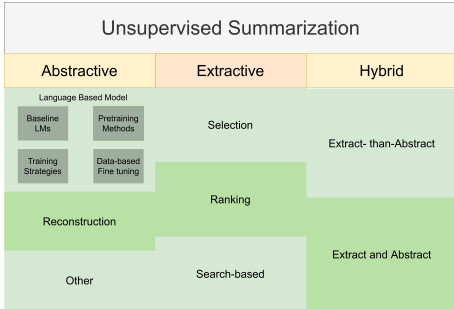 Unsupervised Summarization
Abstractive
Extractive
Hybrid
Language Based Model
Baseline
LMs
Pretraining
Methods
Training
Strategies
Data-based
Fine tuning
Reconstruction
Other
Selection
Ranking
Search-based
Extract- than-Abstract
Extract and Abstract